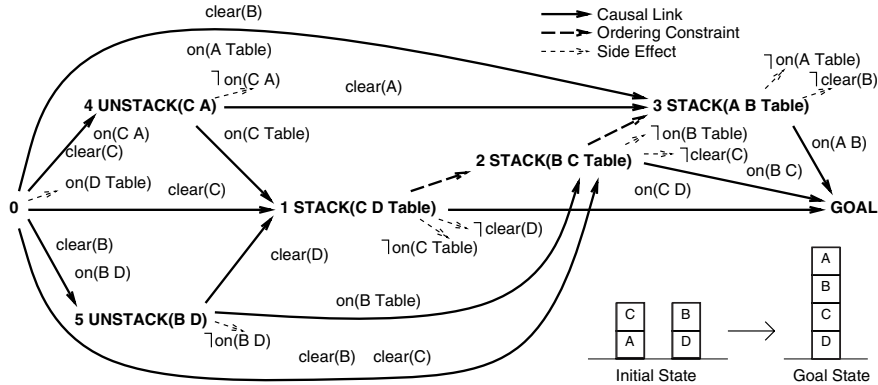 clear(B)
Causal Link
Ordering Constraint
Side Effect
on(A Table)
¬on(C A)
clear(A)
¬on(A Table)
¬clear(B)
4 UNSTACK(C A)
3 STACK(A B Table)
on(C A)
clear(C)
on(C Table)
¬on(B Table)
¬clear(C)
on(A B)
2 STACK(B C Table)
on(B C)
on(D Table)
clear(C)
on(C D)
0
1 STACK(C D Table)
GOAL
¬clear(D)
¬on(C Table)
clear(B)
on(B D)
clear(D)
on(B Table)
5 UNSTACK(B D)
¬on(B D)
clear(B) clear(C)
C
A
B
D
A
B
C
D
Initial State
Goal State